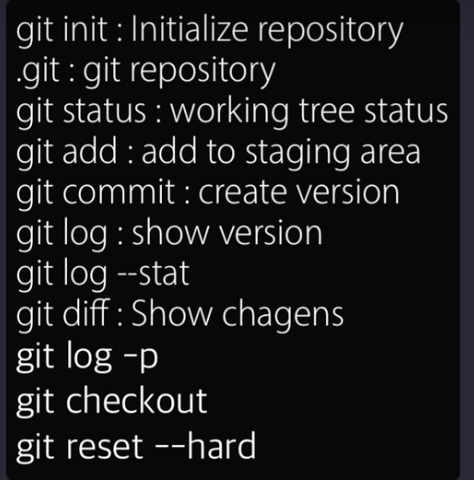 git init : Initialize repository
.git : git repository
git status : working tree status
git add : add to staging area
git commit : create version
git log : show version
git log --stat
git diff : Show chagens
git log -p
git checkout
git reset --hard